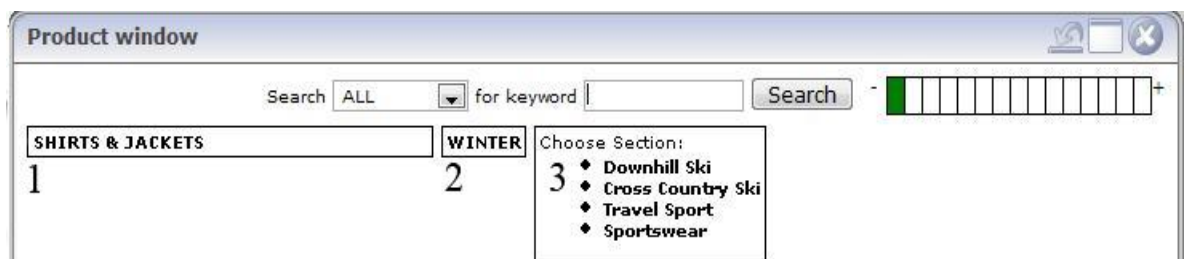 Product window
Search ALL for keyword Search - +
SHIRTS & JACKETS WINTER Choose Section:
1 2 3
Downhill Ski
Cross Country Ski
Travel Sport
Sportswear